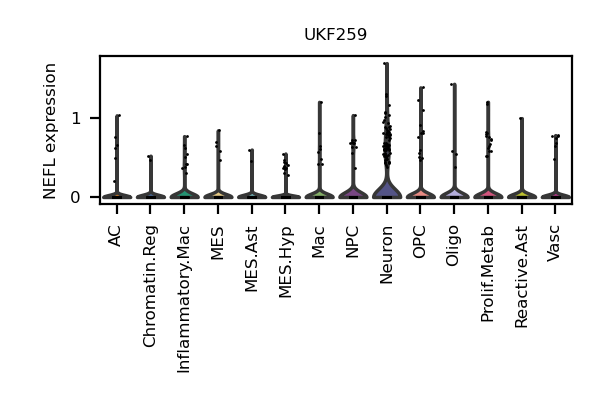 UKF259
NEFL expression
1
0
AC
Chromatin.Reg
Inflammatory.Mac
MES
MES.Ast
MES.Hyp
Mac
NPC
Neuron
OPC
Oligo
Prolif.Metab
Reactive.Ast
Vasc